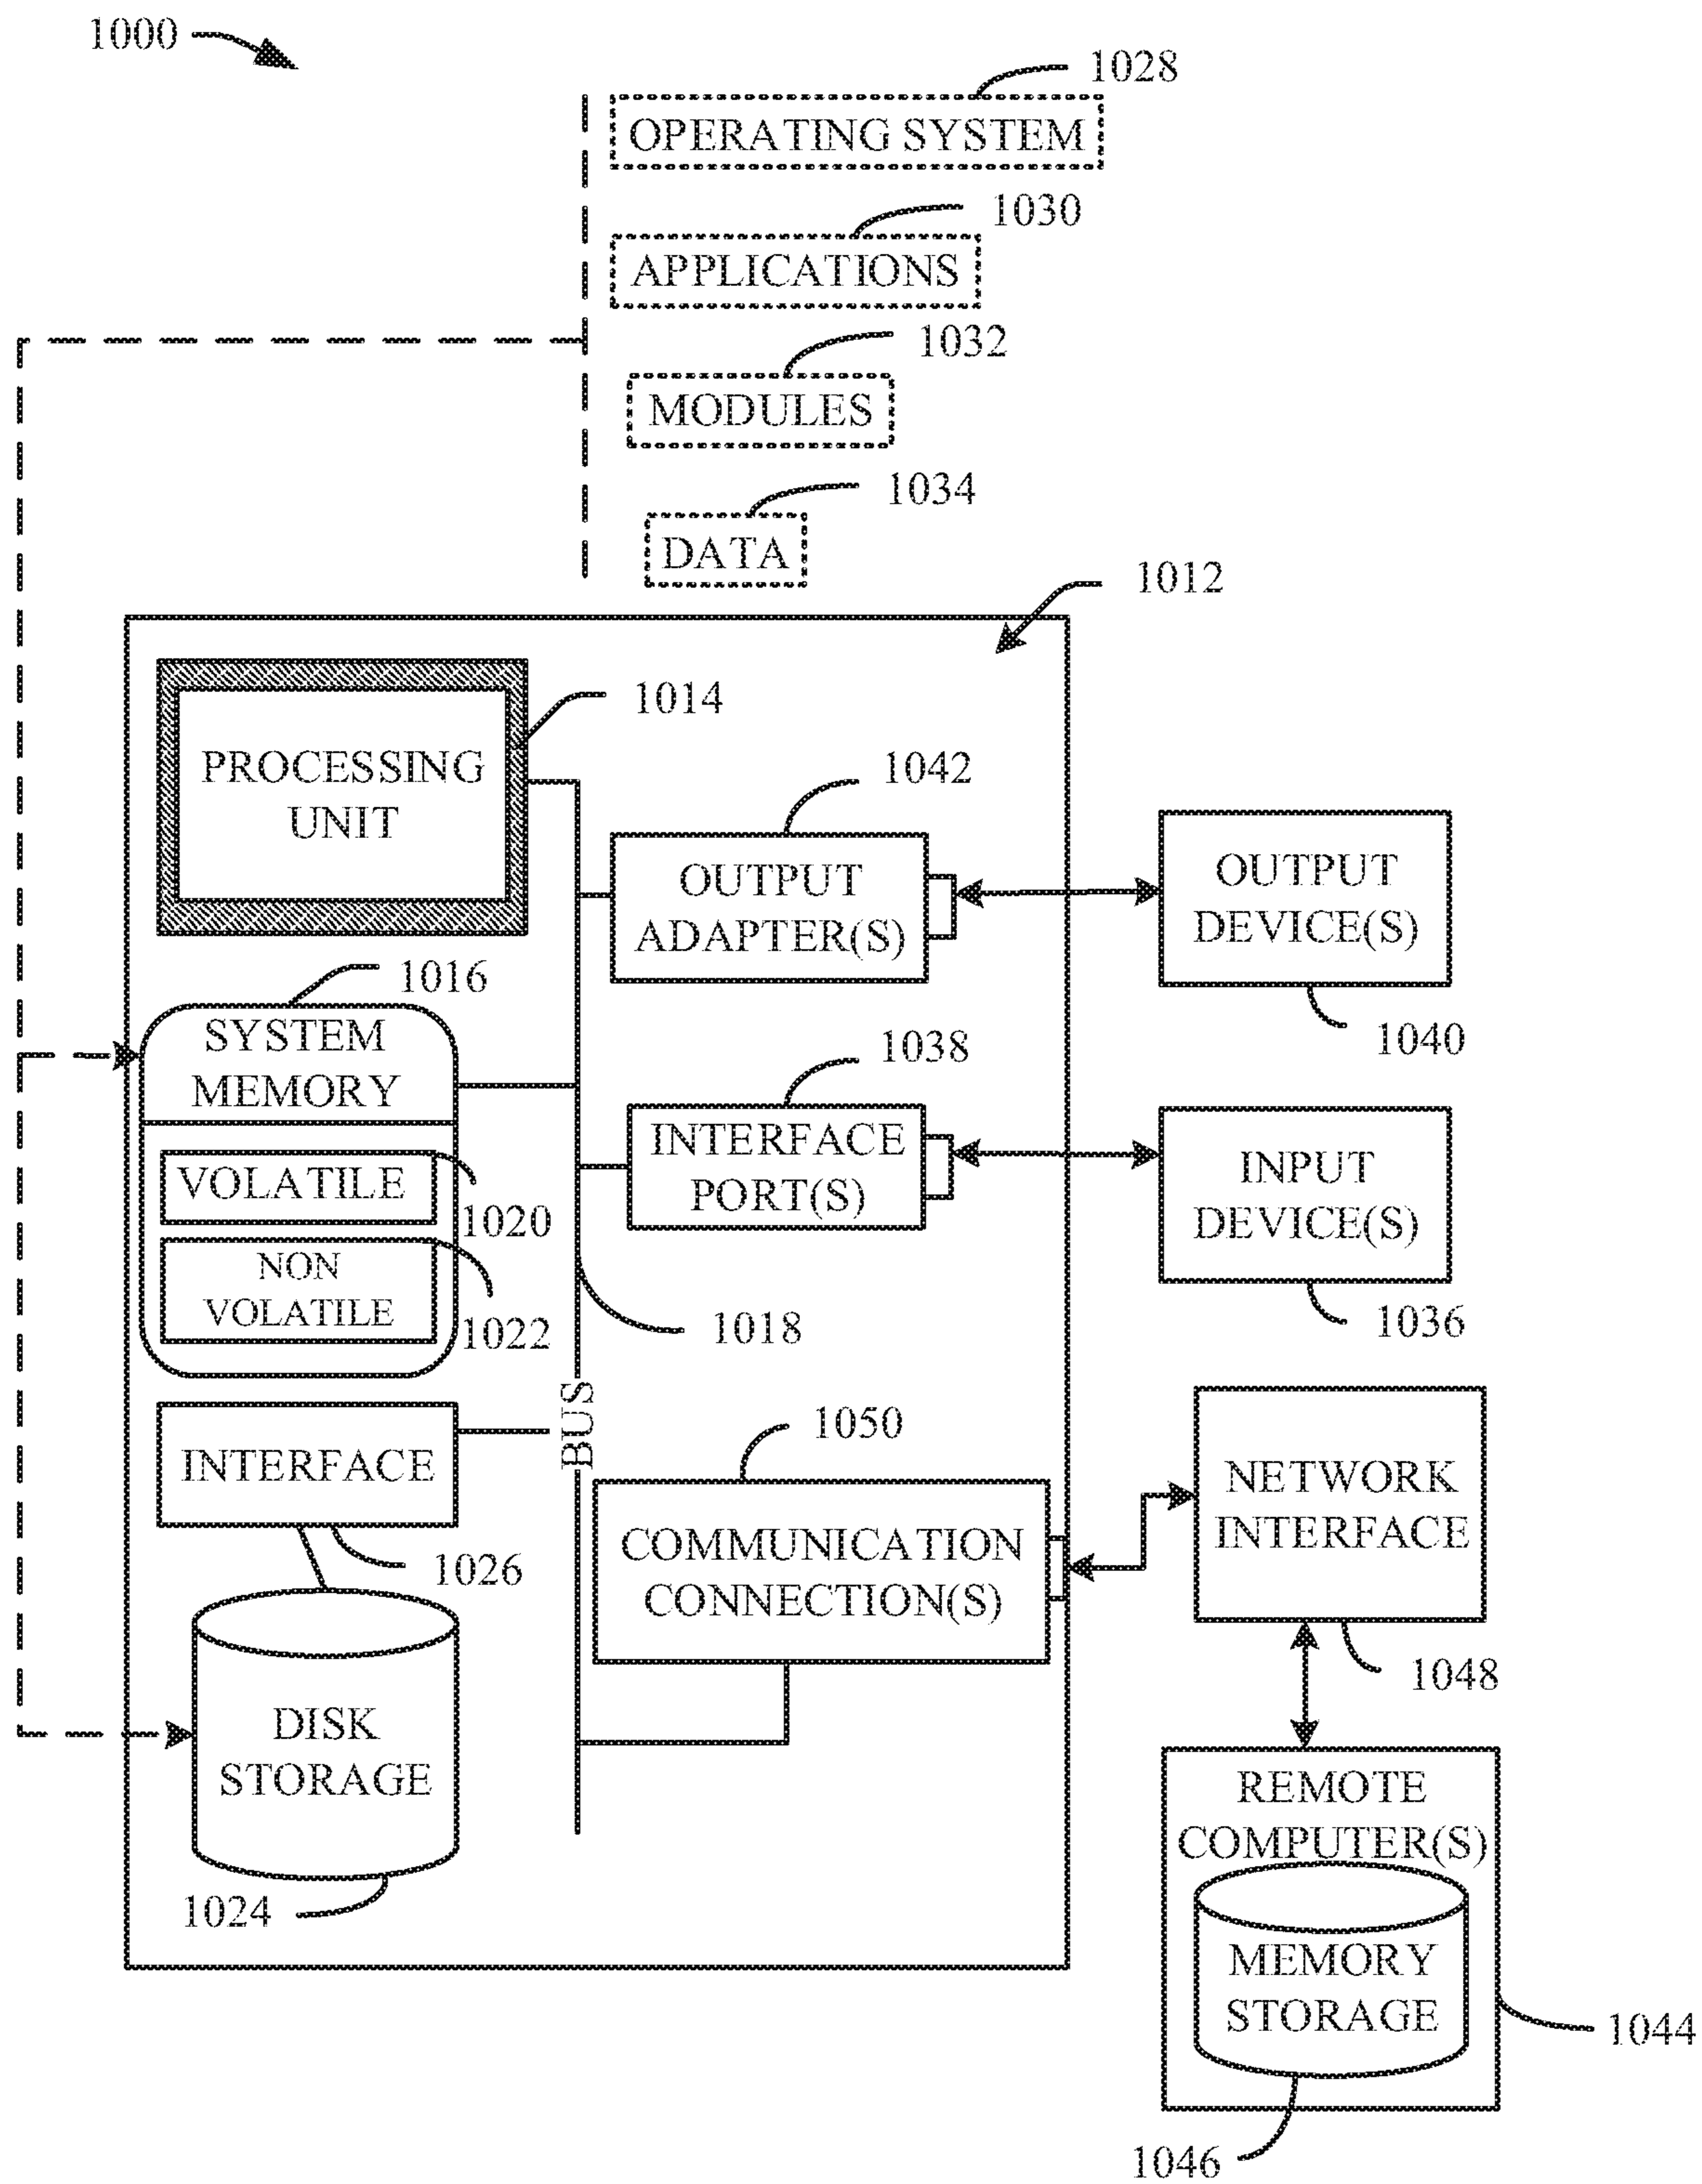 1000
1028
OPERATING SYSTEM
1030
APPLICATIONS
1032
MODULES
1034
DATA
1012
1014
PROCESSING
UNIT
1042
OUTPUT
ADAPTER(S)
OUTPUT
DEVICE(S)
1040
1016
SYSTEM
MEMORY
1038
INTERFACE
PORT(S)
INPUT
DEVICE(S)
1036
VOLATILE
1020
NON
VOLATILE
1022
1018
BUS
INTERFACE
1026
1050
COMMUNICATION
CONNECTION(S)
NETWORK
INTERFACE
1048
DISK
STORAGE
1024
REMOTE
COMPUTER(S)
MEMORY
STORAGE
1044
1046